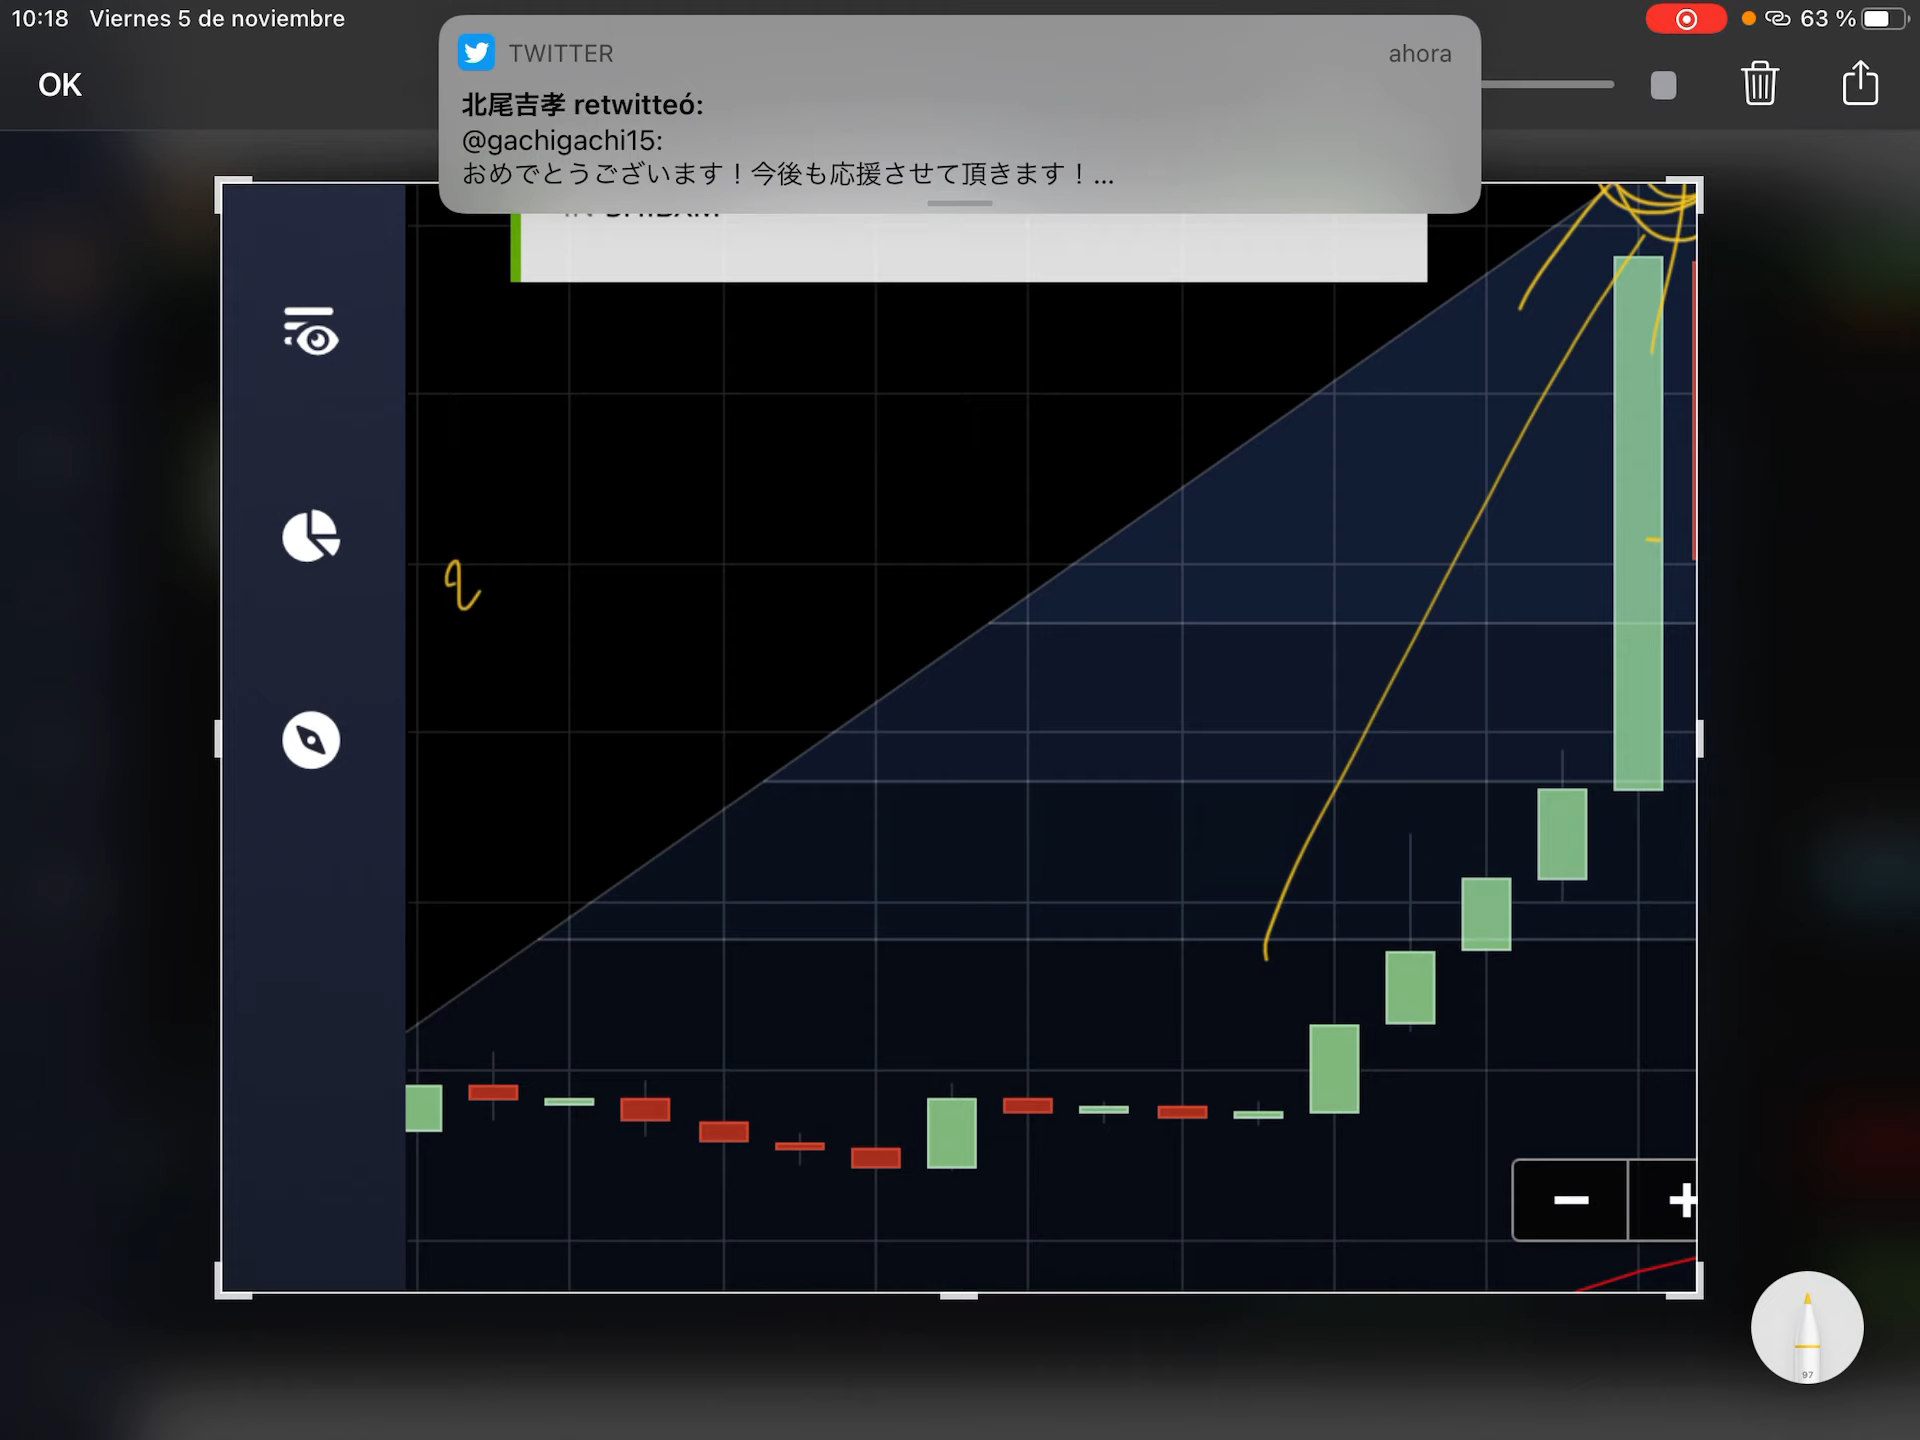 10:18 Viernes 5 de noviembre
63 %
OK
TWITTER
ahora
北尾吉孝 retwitteó:
@gachigachi15:
おめでとうございます！今後も応援させて頂きます！...
97